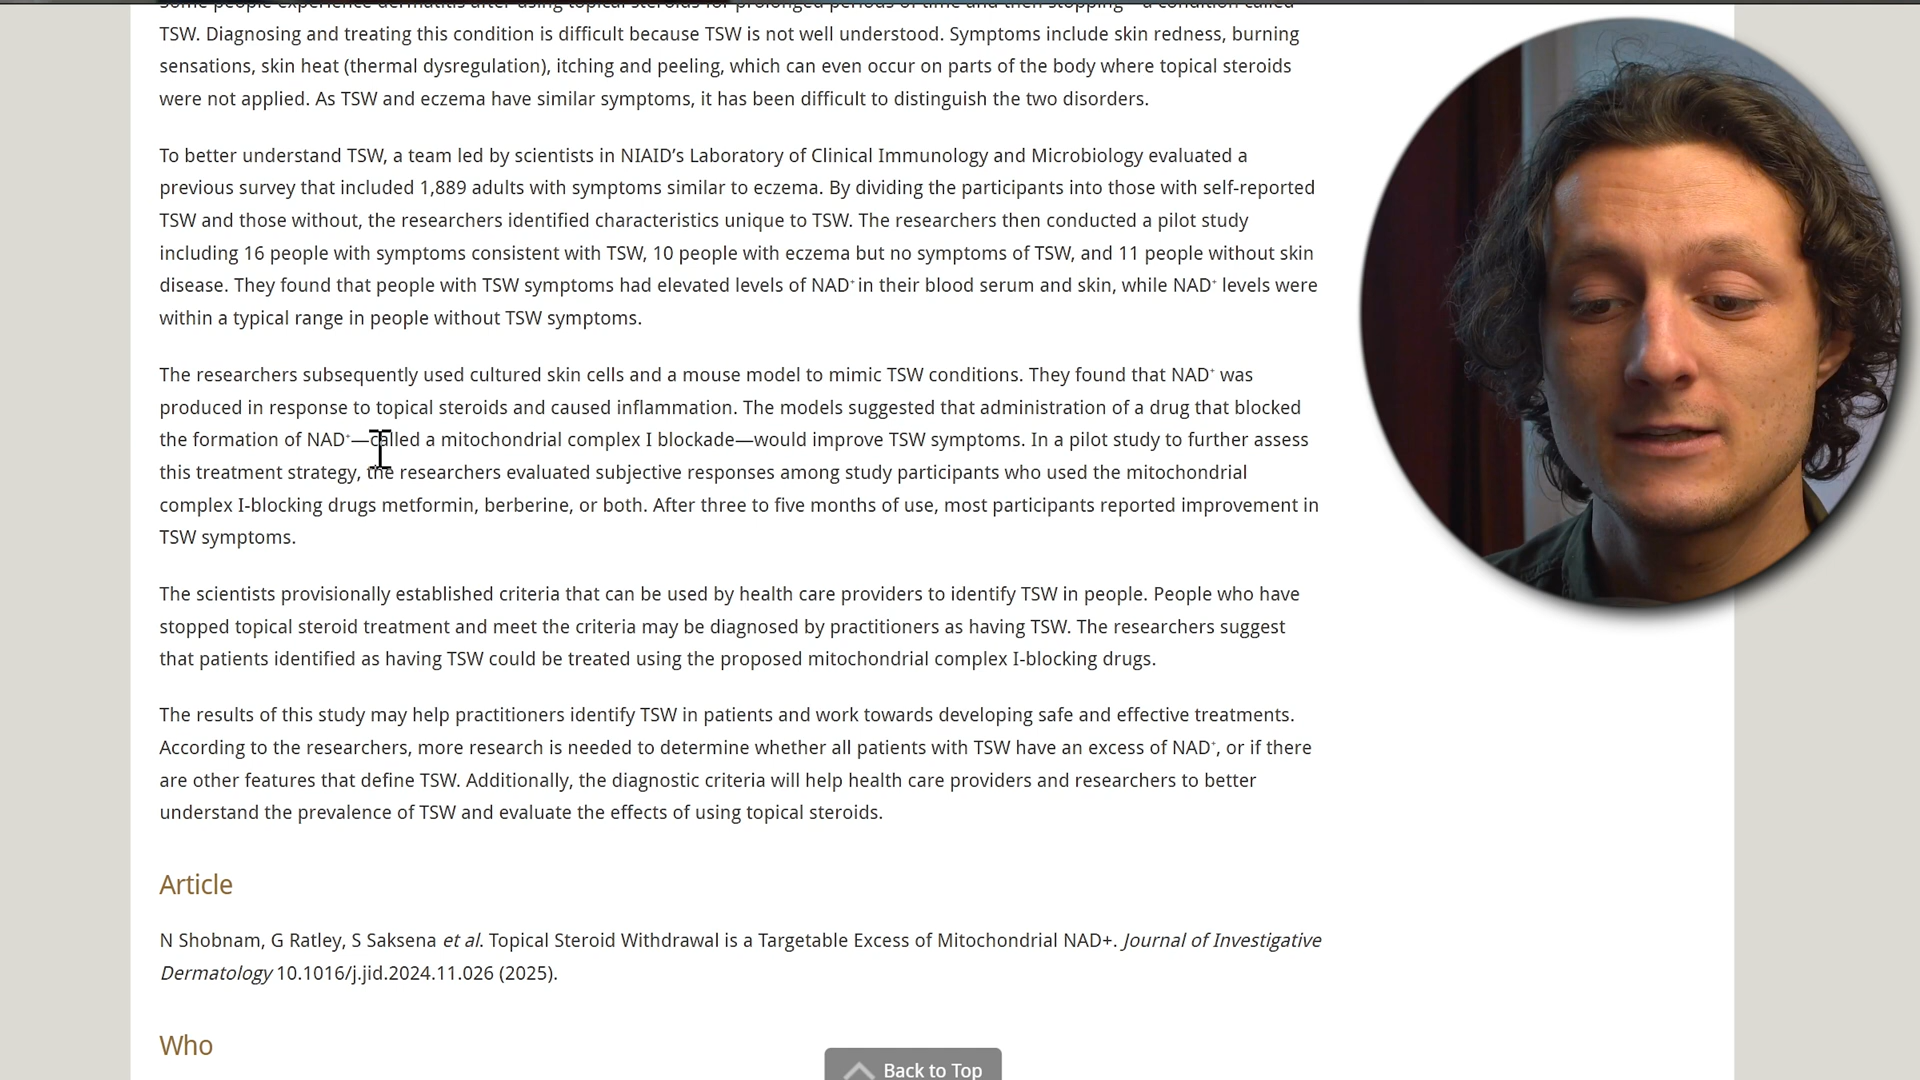 Some people experience dermatitis after using topical steroids for prolonged periods of time and then stopping—a condition called
TSW. Diagnosing and treating this condition is difficult because TSW is not well understood. Symptoms include skin redness, burning
sensations, skin heat (thermal dysregulation), itching and peeling, which can even occur on parts of the body where topical steroids
were not applied. As TSW and eczema have similar symptoms, it has been difficult to distinguish the two disorders.
To better understand TSW, a team led by scientists in NIAID’s Laboratory of Clinical Immunology and Microbiology evaluated a
previous survey that included 1,889 adults with symptoms similar to eczema. By dividing the participants into those with self-reported
TSW and those without, the researchers identified characteristics unique to TSW. The researchers then conducted a pilot study
including 16 people with symptoms consistent with TSW, 10 people with eczema but no symptoms of TSW, and 11 people without skin
disease. They found that people with TSW symptoms had elevated levels of NAD⁺ in their blood serum and skin, while NAD⁺ levels were
within a typical range in people without TSW symptoms.
The researchers subsequently used cultured skin cells and a mouse model to mimic TSW conditions. They found that NAD⁺ was
produced in response to topical steroids and caused inflammation. The models suggested that administration of a drug that blocked
the formation of NAD⁺—called a mitochondrial complex I blockade—would improve TSW symptoms. In a pilot study to further assess
this treatment strategy, the researchers evaluated subjective responses among study participants who used the mitochondrial
complex I-blocking drugs metformin, berberine, or both. After three to five months of use, most participants reported improvement in
TSW symptoms.
The scientists provisionally established criteria that can be used by health care providers to identify TSW in people. People who have
stopped topical steroid treatment and meet the criteria may be diagnosed by practitioners as having TSW. The researchers suggest
that patients identified as having TSW could be treated using the proposed mitochondrial complex I-blocking drugs.
The results of this study may help practitioners identify TSW in patients and work towards developing safe and effective treatments.
According to the researchers, more research is needed to determine whether all patients with TSW have an excess of NAD⁺, or if there
are other features that define TSW. Additionally, the diagnostic criteria will help health care providers and researchers to better
understand the prevalence of TSW and evaluate the effects of using topical steroids.
Article
N Shobnam, G Ratley, S Saksena et al. Topical Steroid Withdrawal is a Targetable Excess of Mitochondrial NAD+. Journal of Investigative
Dermatology 10.1016/j.jid.2024.11.026 (2025).
Who
Back to Top